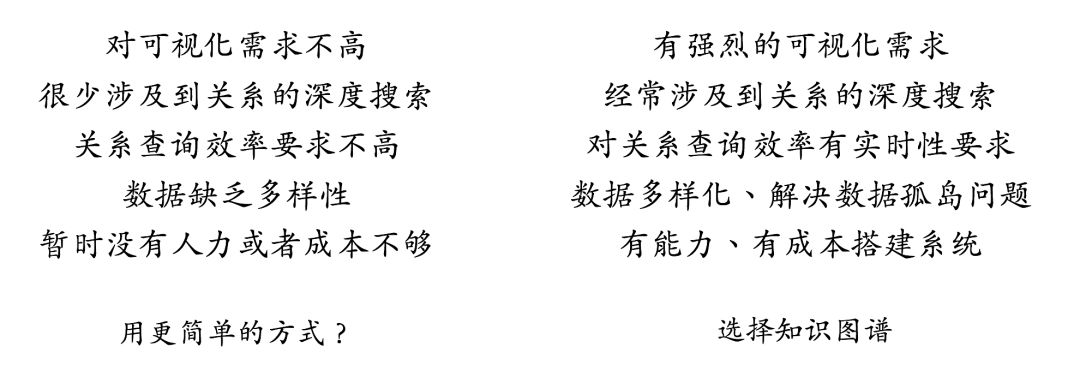 对可视化需求不高
很少涉及到关系的深度搜索
关系查询效率要求不高
数据缺乏多样性
暂时没有人力或者成本不够
用更简单的方式?
有强烈的可视化需求
经常涉及到关系的深度搜索
对关系查询效率有实时性要求
数据多样化、解决数据孤岛问题
有能力、有成本搭建系统
选择知识图谱